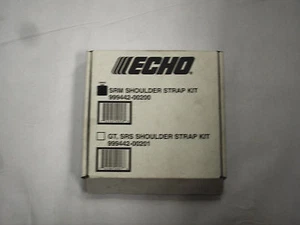 ECHO
SRM SHOULDER STRAP KIT
999442-00200
GT, SRS SHOULDER STRAP KIT
999442-00201